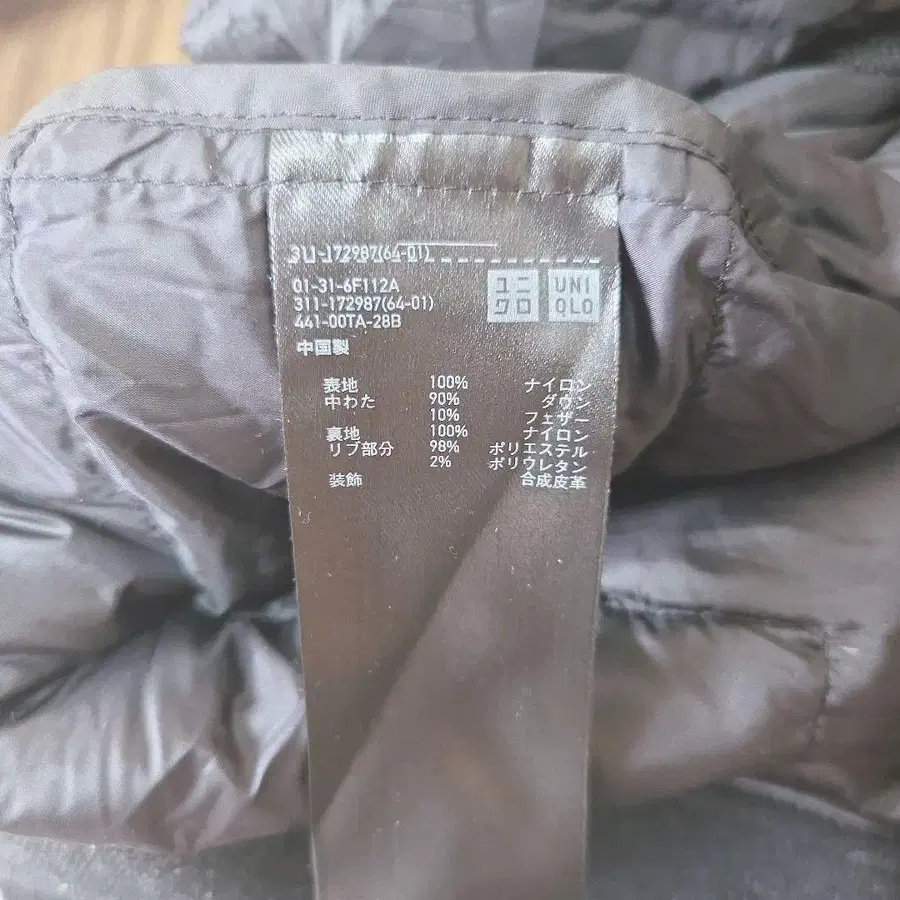 311-172987(64-01)
01-31-6F112A
311-172987(64-01)
441-00TA-28B
ユニクロ
UNIQLO
中国製
表地 100% ナイロン
中わた 90% ダウン
10% フェザー
裏地 100% ナイロン
リブ部分 98% ポリエステル
2% ポリウレタン
装飾 合成皮革